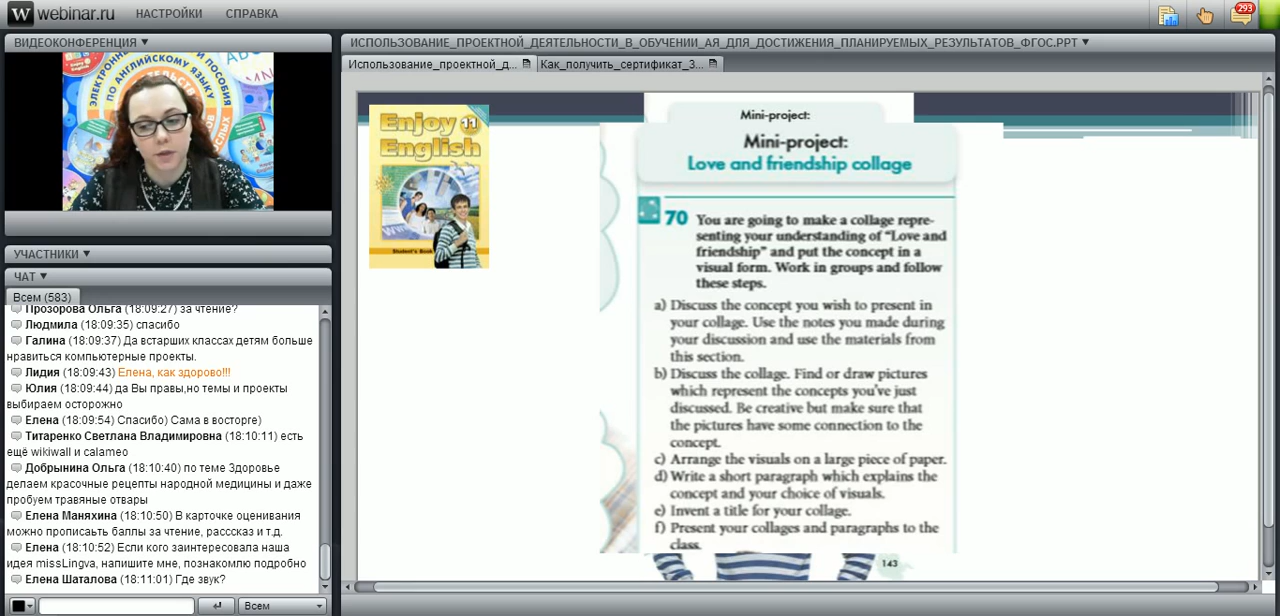 W webinar.ru НАСТРОЙКИ СПРАВКА
293
ВИДЕОКОНФЕРЕНЦИЯ
ЭЛЕКТРОННЫЕ
ПО АНГЛИЙСКОМУ ЯЗЫКУ
И ПОСОБИЯ
УЧАСТНИКИ
ЧАТ
Всем (583)
Прозорова Ольга (18:09:27) за чтение?
Людмила (18:09:35) спасибо
Галина (18:09:37) Да встарших классах детям больше
нравиться компьютерные проекты.
Лидия (18:09:43) Елена, как здорово!!!
Юлия (18:09:44) да Вы правы,но темы и проекты
выбираем осторожно
Елена (18:09:54) Спасибо) Сама в восторге)
Титаренко Светлана Владимировна (18:10:11) есть
ещё wikiwall и calameo
Добрынина Ольга (18:10:40) по теме Здоровье
делаем красочные рецепты народной медицины и даже
пробуем травяные отвары
Елена Маняхина (18:10:50) В карточке оценивания
можно прописать баллы за чтение, расссказ и т.д.
Елена (18:10:52) Если кого заинтересовала наша
идея missLingva, напишите мне, познакомлю подробно
Елена Шаталова (18:11:01) Где звук?
Всем
ИСПОЛЬЗОВАНИЕ_ПРОЕКТНОЙ_ДЕЯТЕЛЬНОСТИ_В_ОБУЧЕНИИ_АЯ_ДЛЯ_ДОСТИЖЕНИЯ_ПЛАНИРУЕМЫХ_РЕЗУЛЬТАТОВ_ФГОС.PPT
Использование_проектной_д... Как_получить_сертификат_3...
Enjoy 11
English
Student's Book
Mini-project:
Mini-project:
Love and friendship collage
70 You are going to make a collage repre-
senting your understanding of “Love and
friendship” and put the concept in a
visual form. Work in groups and follow
these steps.
a) Discuss the concept you wish to present in
your collage. Use the notes you made during
your discussion and use the materials from
this section.
b) Discuss the collage. Find or draw pictures
which represent the concepts you've just
discussed. Be creative but make sure that
the pictures have some connection to the
concept.
c) Arrange the visuals on a large piece of paper.
d) Write a short paragraph which explains the
concept and your choice of visuals.
e) Invent a title for your collage.
f) Present your collages and paragraphs to the
class.
143